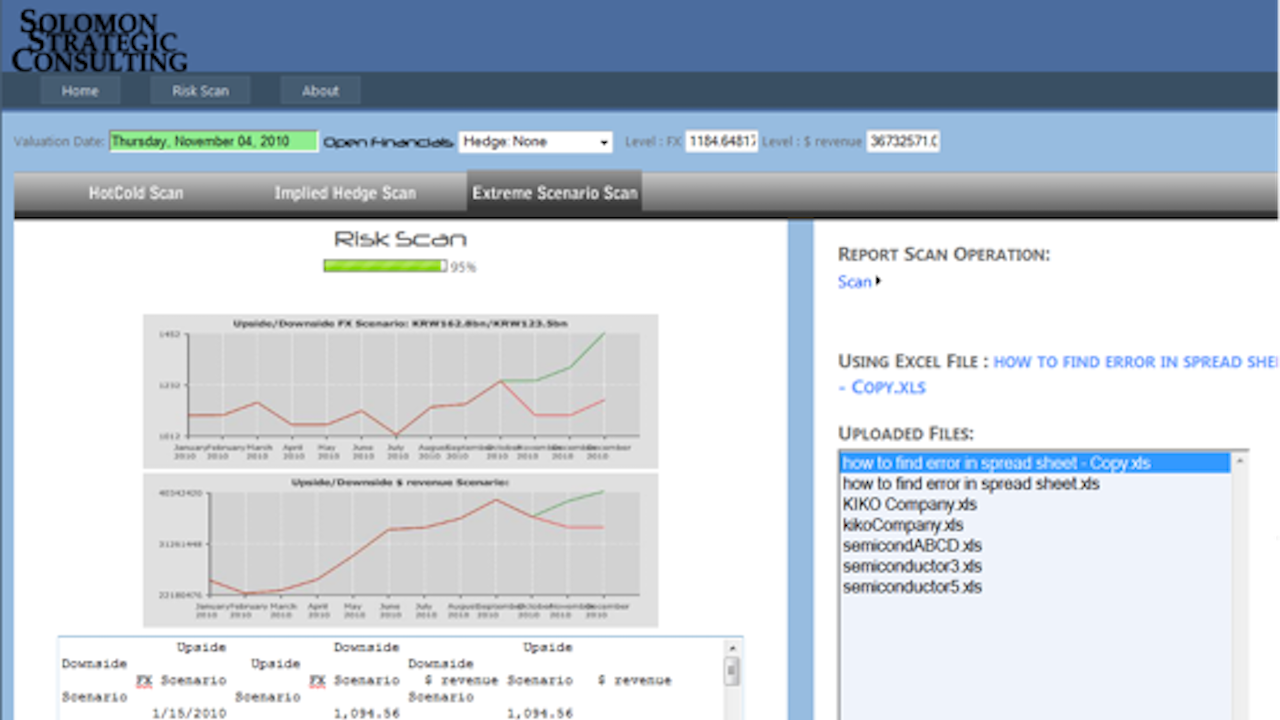 SOLOMON
STRATEGIC
CONSULTING
Home Risk Scan About
Valuation Date: Thursday, November 04, 2010 Open Financials Hedge: None Level : FX 1184.64817 Level : $ revenue 36732571.0
HotCold Scan Implied Hedge Scan Extreme Scenario Scan
Risk Scan
95%
REPORT SCAN OPERATION:
Scan
USING EXCEL FILE : HOW TO FIND ERROR IN SPREAD SHE
- COPY.XLS
UPLOADED FILES:
how to find error in spread sheet - Copy.xls
how to find error in spread sheet.xls
KIKO Company.xls
kikoCompany.xls
semicondABCD.xls
semiconductor3.xls
semiconductor5.xls
Upside/Downside FX Scenario: KRW162.8bn/KRW123.5bn
1452
1232
1012
January February March April May June July August September October November December
2010 2010 2010 2010 2010 2010 2010 2010 2010 2010 2010 2010
Upside/Downside $ revenue Scenario:
40342420
31261448
22180476
January February March April May June July August September October November December
2010 2010 2010 2010 2010 2010 2010 2010 2010 2010 2010 2010
Upside Downside Upside
Downside Upside Downside
FX Scenario FX Scenario $ revenue Scenario $ revenue
Scenario Scenario Scenario
1/15/2010 1,094.56 1,094.56